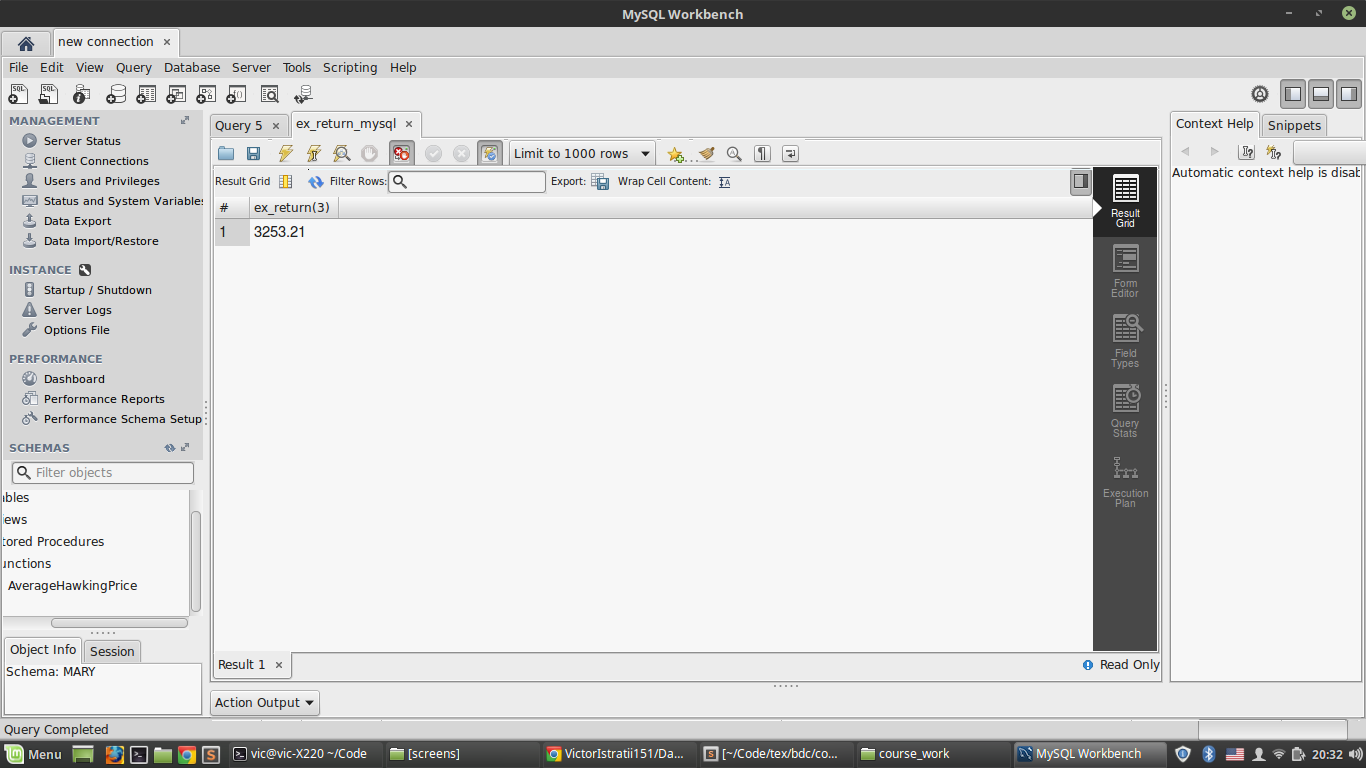 MySQL Workbench
new connection ×
File Edit View Query Database Server Tools Scripting Help
MANAGEMENT
Server Status
Client Connections
Users and Privileges
Status and System Variables
Data Export
Data Import/Restore
INSTANCE
Startup / Shutdown
Server Logs
Options File
PERFORMANCE
Dashboard
Performance Reports
Performance Schema Setup
SCHEMAS
Filter objects
ables
iews
tored Procedures
unctions
AverageHawkingPrice
Object Info Session
Schema: MARY
Query 5 × ex_return_mysql ×
Limit to 1000 rows
Result Grid Filter Rows: Export: Wrap Cell Content:
# ex_return(3)
1 3253.21
Result
Grid
Form
Editor
Field
Types
Query
Stats
Execution
Plan
Result 1 × Read Only
Action Output
Context Help Snippets
Automatic context help is disab
Query Completed
Menu vic@vic-X220 ~/Code [screens] VictorIstratii151/Da... [~/Code/tex/bdc/co... course_work MySQL Workbench 20:32